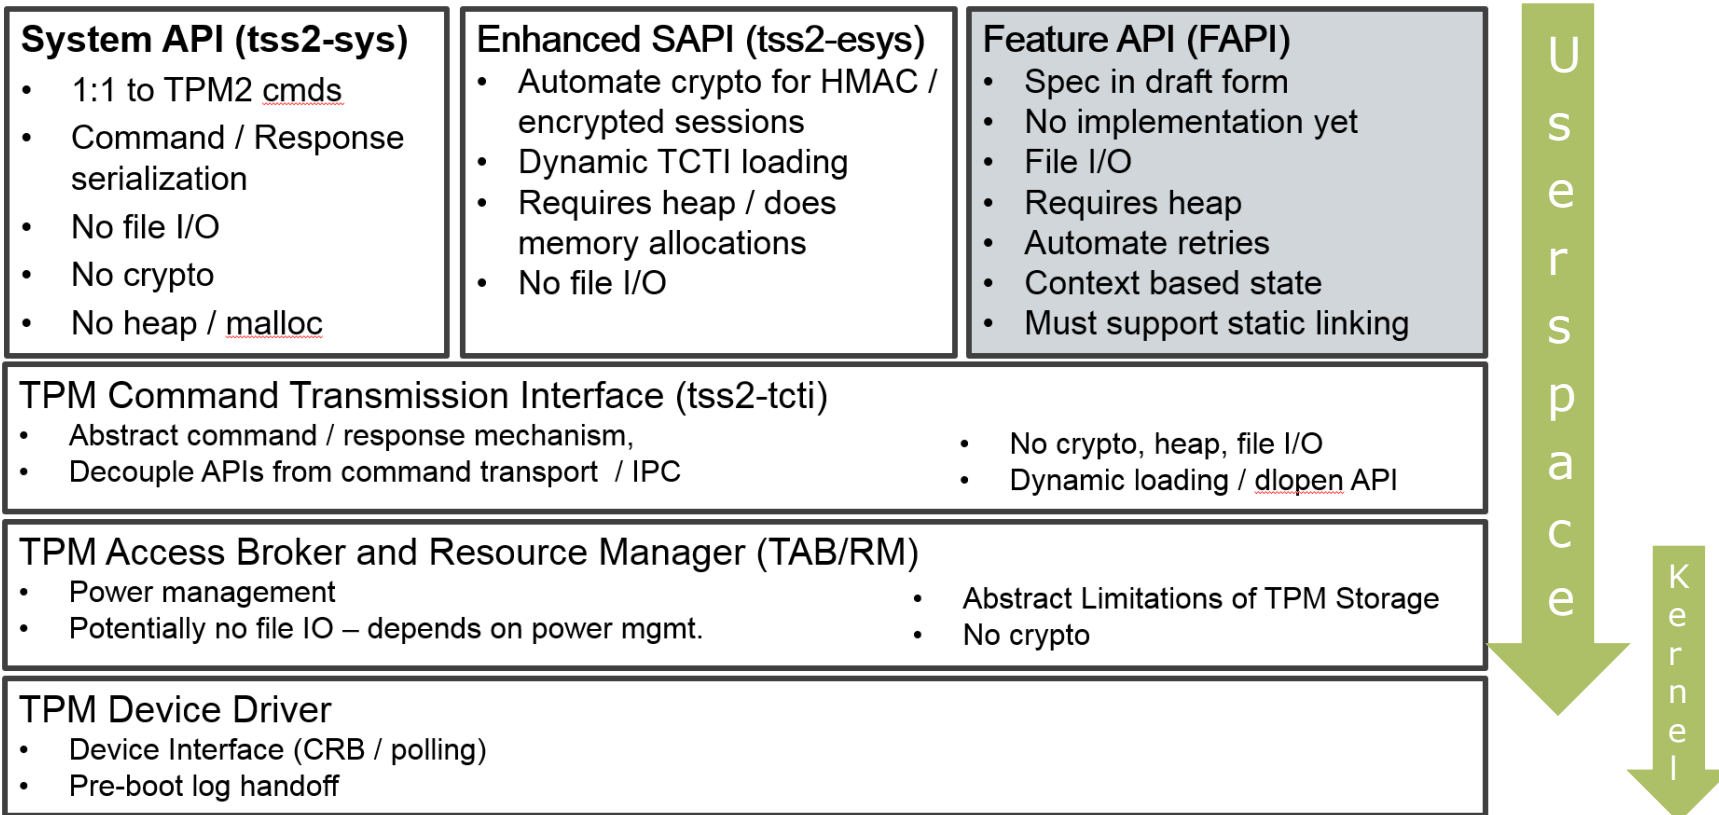 System API (tss2-sys)
• 1:1 to TPM2 cmds
• Command / Response
serialization
• No file I/O
• No crypto
• No heap / malloc
Enhanced SAPI (tss2-esys)
• Automate crypto for HMAC /
encrypted sessions
• Dynamic TCTI loading
• Requires heap / does
memory allocations
• No file I/O
Feature API (FAPI)
• Spec in draft form
• No implementation yet
• File I/O
• Requires heap
• Automate retries
• Context based state
• Must support static linking
TPM Command Transmission Interface (tss2-tcti)
• Abstract command / response mechanism,
• Decouple APIs from command transport / IPC
• No crypto, heap, file I/O
• Dynamic loading / dlopen API
TPM Access Broker and Resource Manager (TAB/RM)
• Power management
• Potentially no file IO – depends on power mgmt.
• Abstract Limitations of TPM Storage
• No crypto
TPM Device Driver
• Device Interface (CRB / polling)
• Pre-boot log handoff
Userspace
Kernel